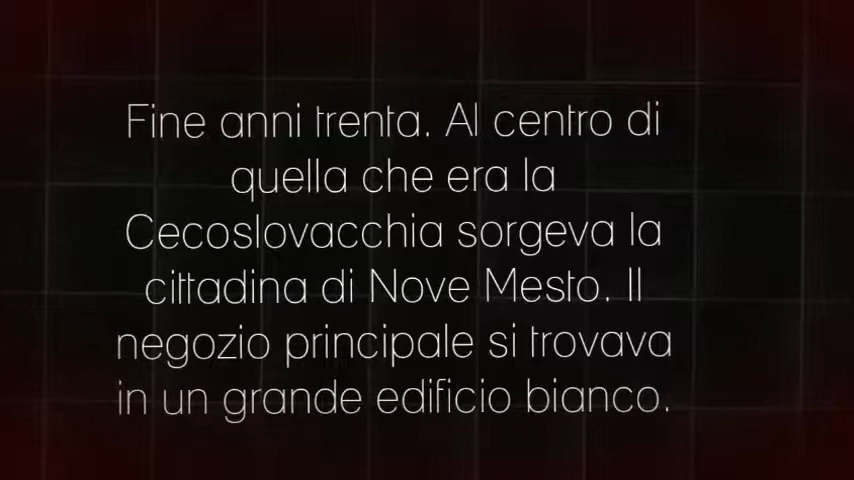 Fine anni trenta. Al centro di
quella che era la
Cecoslovacchia sorgeva la
cittadina di Nove Mesto. Il
negozio principale si trovava
in un grande edificio bianco.